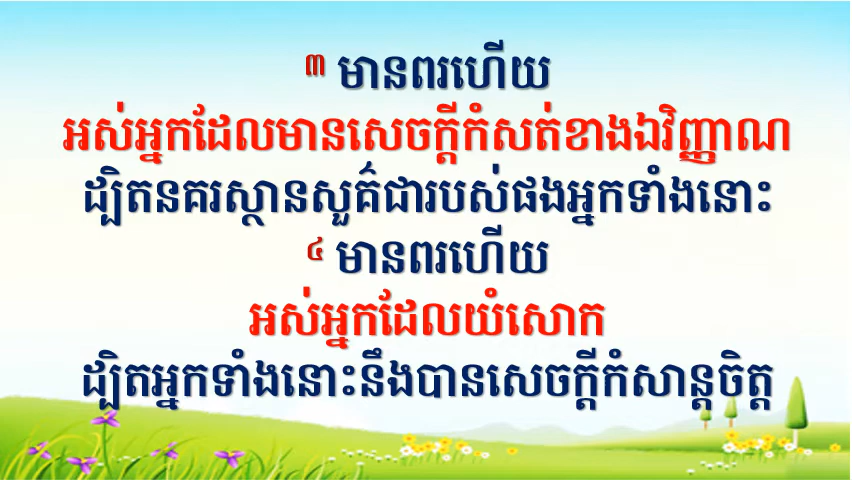 ៣ មានពរហើយ
អស់អ្នកដែលមានសេចក្ដីកំសត់ខាងឯវិញ្ញាណ
ដ្បិតនគរស្ថានសួគ៌ជារបស់ផងអ្នកទាំងនោះ
៤ មានពរហើយ
អស់អ្នកដែលយំសោក
ដ្បិតអ្នកទាំងនោះនឹងបានសេចក្ដីកំសាន្តចិត្ត